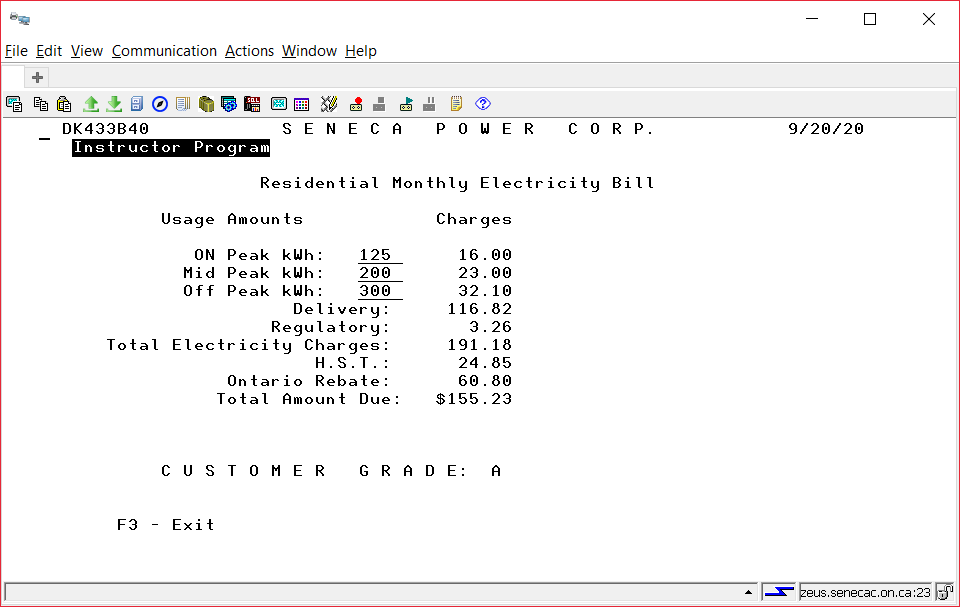 File Edit View Communication Actions Window Help
+
DK433B40 S E N E C A P O W E R C O R P. 9/20/20
Instructor Program
Residential Monthly Electricity Bill
Usage Amounts Charges
ON Peak kWh: 125 16.00
Mid Peak kWh: 200 23.00
Off Peak kWh: 300 32.10
Delivery: 116.82
Regulatory: 3.26
Total Electricity Charges: 191.18
H.S.T.: 24.85
Ontario Rebate: 60.80
Total Amount Due: $155.23
C U S T O M E R G R A D E: A
F3 - Exit
zeus.senecac.on.ca:23